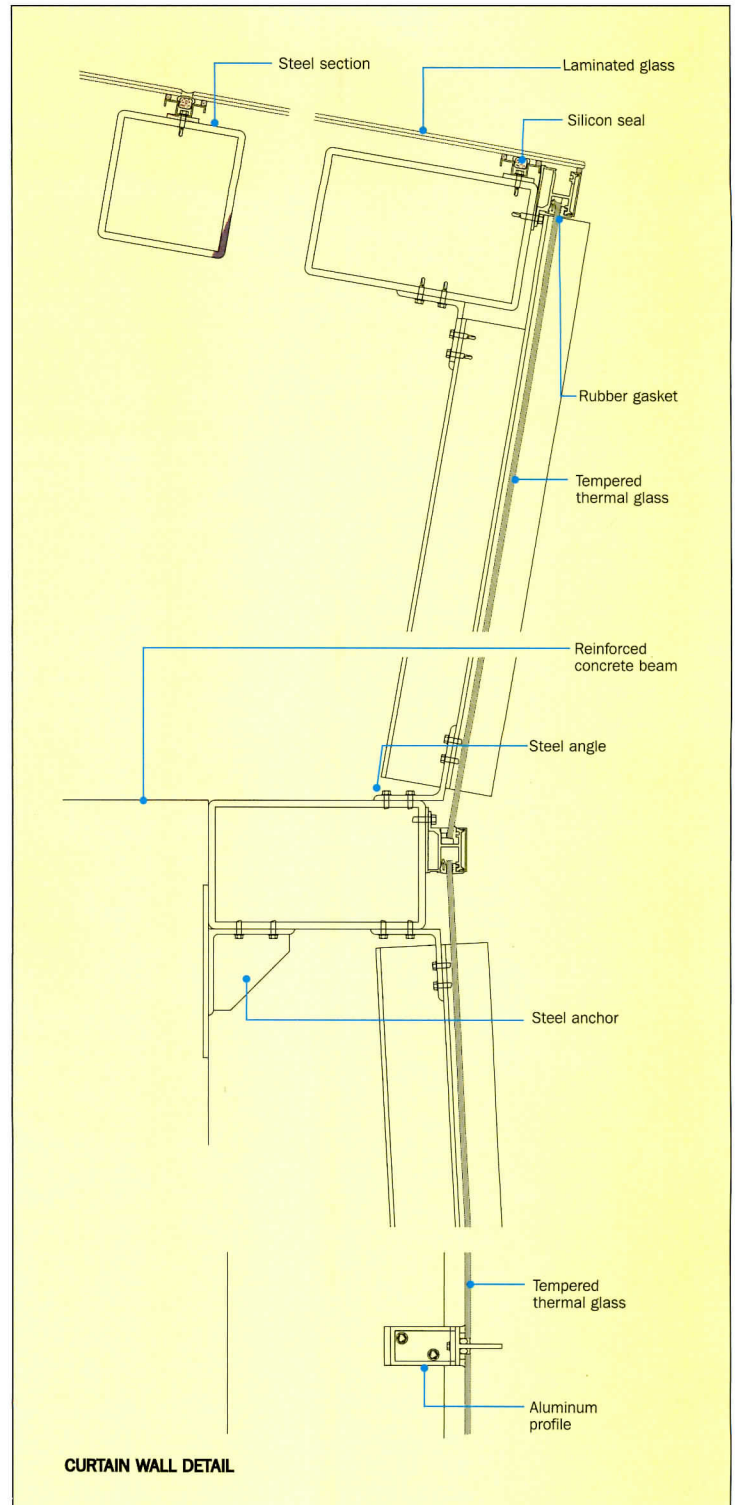 Steel section
Laminated glass
Silicon seal
Rubber gasket
Tempered
thermal glass
Reinforced
concrete beam
Steel angle
Steel anchor
Tempered
thermal glass
Aluminum
profile
CURTAIN WALL DETAIL